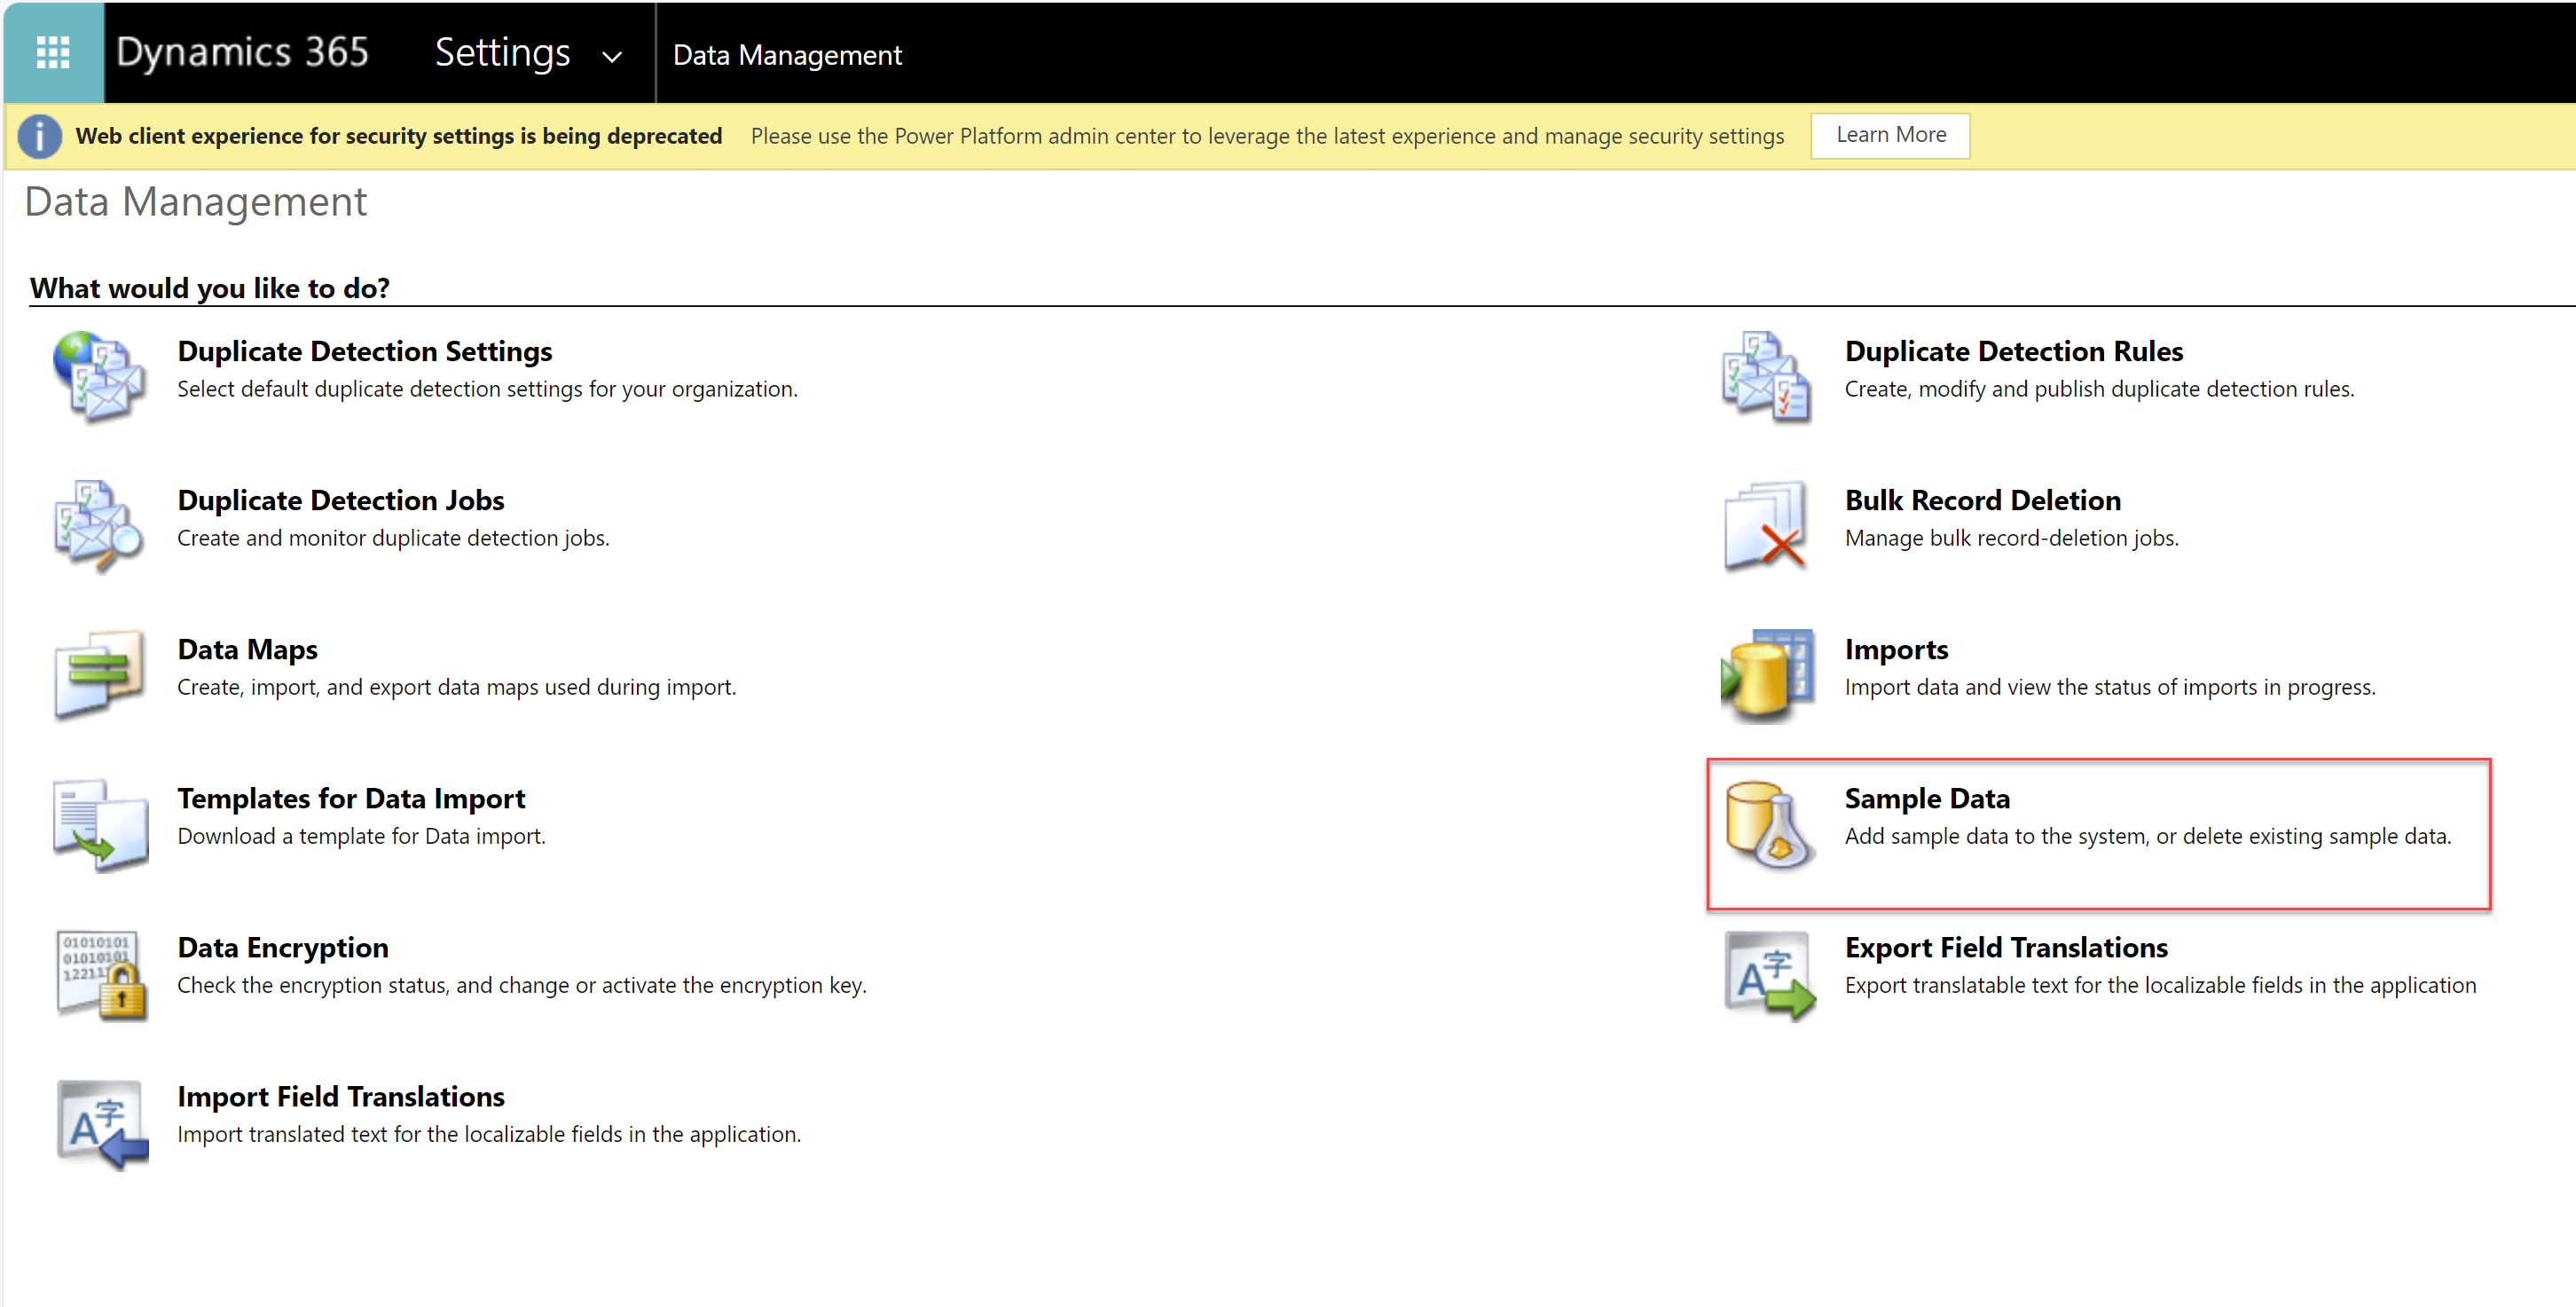 Dynamics 365 Settings Data Management
Web client experience for security settings is being deprecated Please use the Power Platform admin center to leverage the latest experience and manage security settings Learn More
Data Management
What would you like to do?
Duplicate Detection Settings
Select default duplicate detection settings for your organization.
Duplicate Detection Rules
Create, modify and publish duplicate detection rules.
Duplicate Detection Jobs
Create and monitor duplicate detection jobs.
Bulk Record Deletion
Manage bulk record-deletion jobs.
Data Maps
Create, import, and export data maps used during import.
Imports
Import data and view the status of imports in progress.
Templates for Data Import
Download a template for Data import.
Sample Data
Add sample data to the system, or delete existing sample data.
01010101
01010101
12211
Data Encryption
Check the encryption status, and change or activate the encryption key.
A字
Export Field Translations
Export translatable text for the localizable fields in the application
A字
Import Field Translations
Import translated text for the localizable fields in the application.